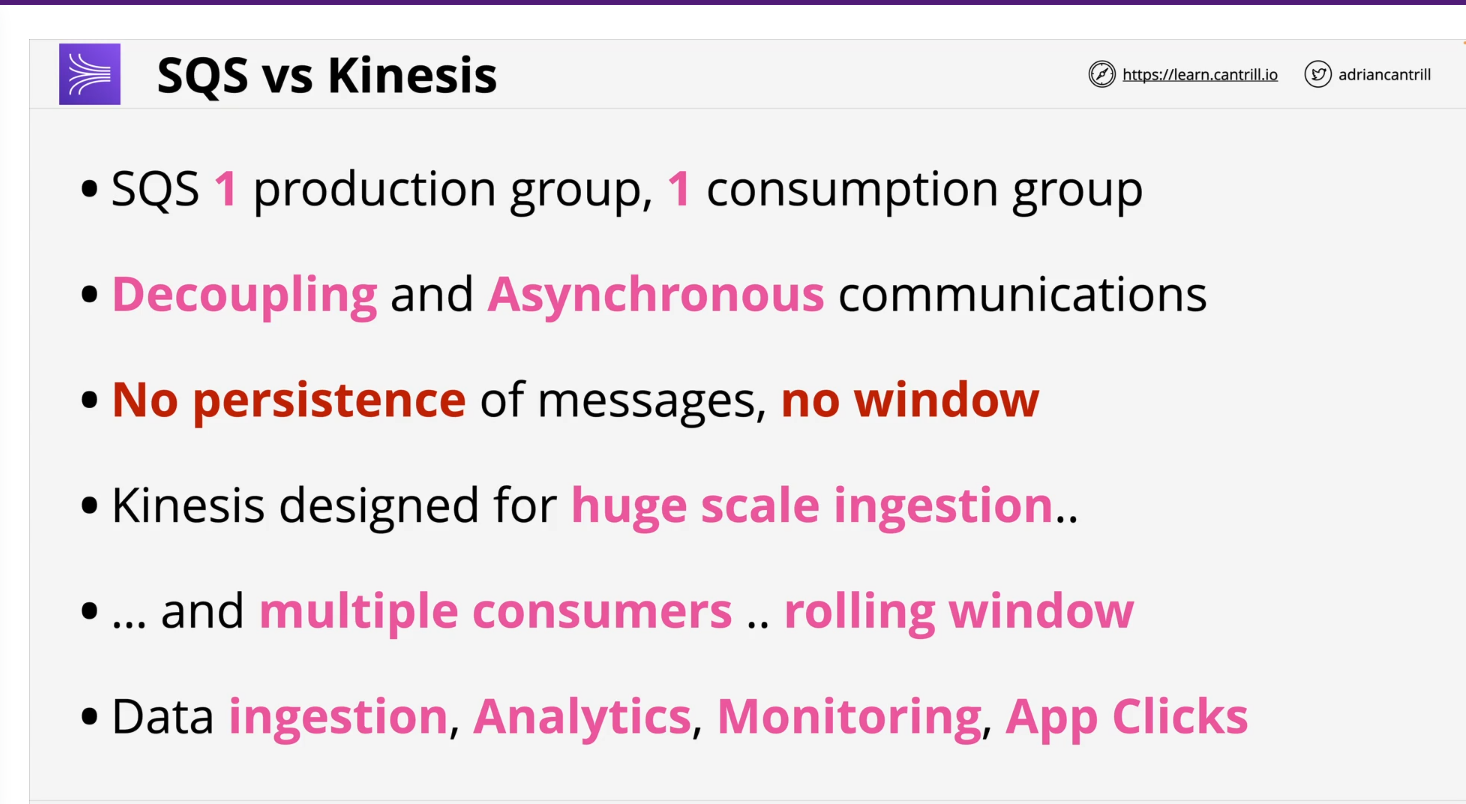 SQS vs Kinesis
https://learn.cantrill.io
adriancantrill
• SQS 1 production group, 1 consumption group
• Decoupling and Asynchronous communications
• No persistence of messages, no window
• Kinesis designed for huge scale ingestion..
• ... and multiple consumers .. rolling window
• Data ingestion, Analytics, Monitoring, App Clicks